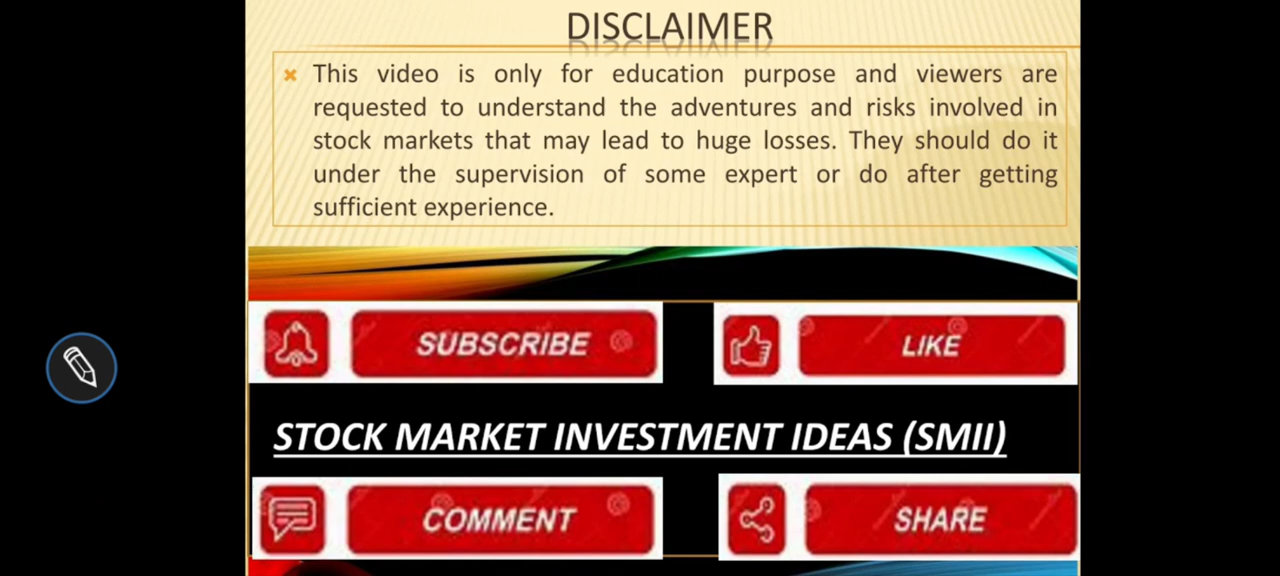 DISCLAIMER
This video is only for education purpose and viewers are
requested to understand the adventures and risks involved in
stock markets that may lead to huge losses. They should do it
under the supervision of some expert or do after getting
sufficient experience.
SUBSCRIBE
LIKE
STOCK MARKET INVESTMENT IDEAS (SMII)
COMMENT
SHARE